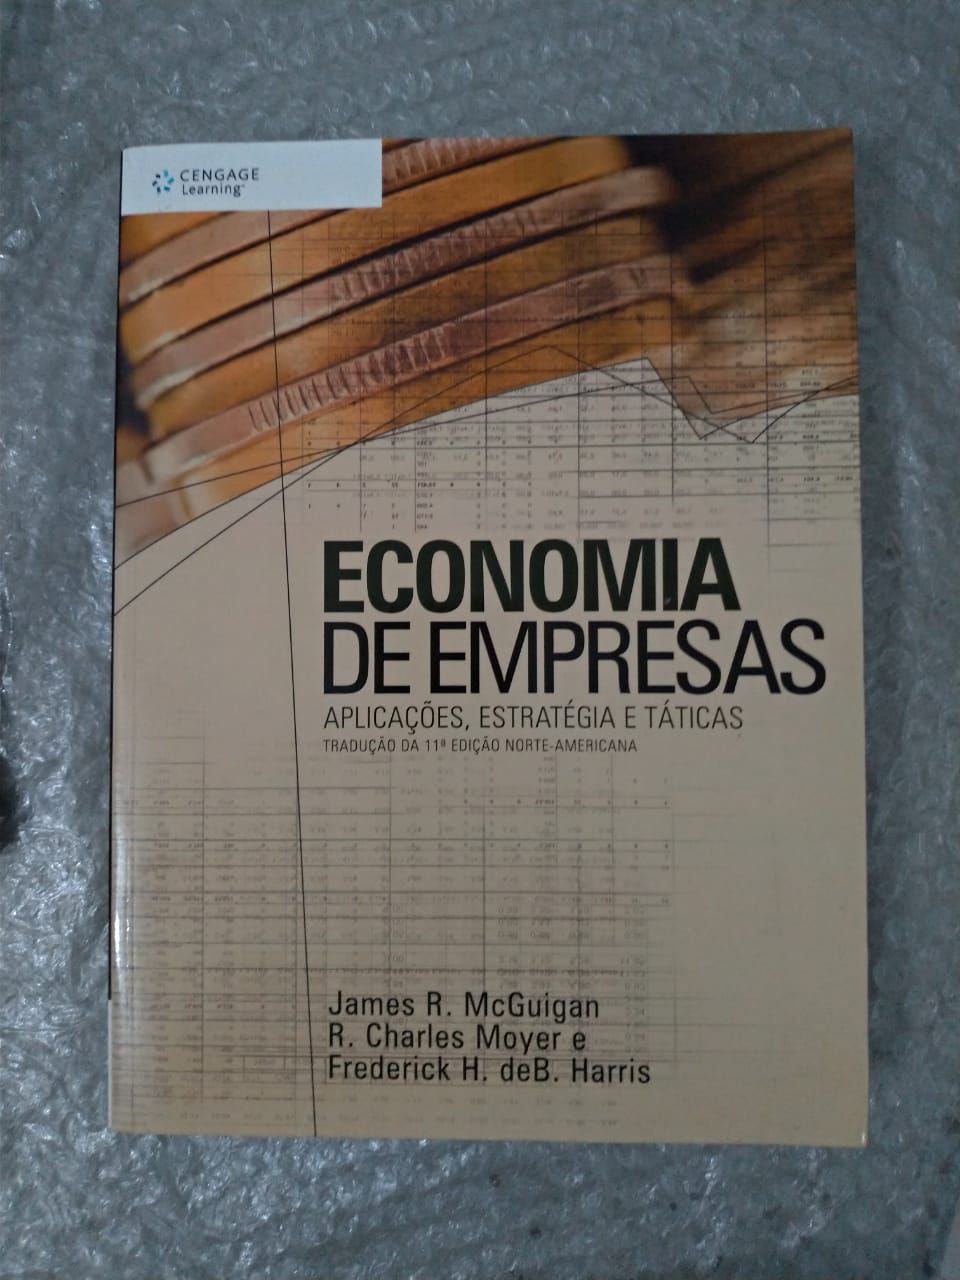 CENGAGE
Learning™
ECONOMIA
DE EMPRESAS
APLICAÇÕES, ESTRATÉGIA E TÁTICAS
TRADUÇÃO DA 11ª EDIÇÃO NORTE-AMERICANA
James R. McGuigan
R. Charles Moyer e
Frederick H. deB. Harris